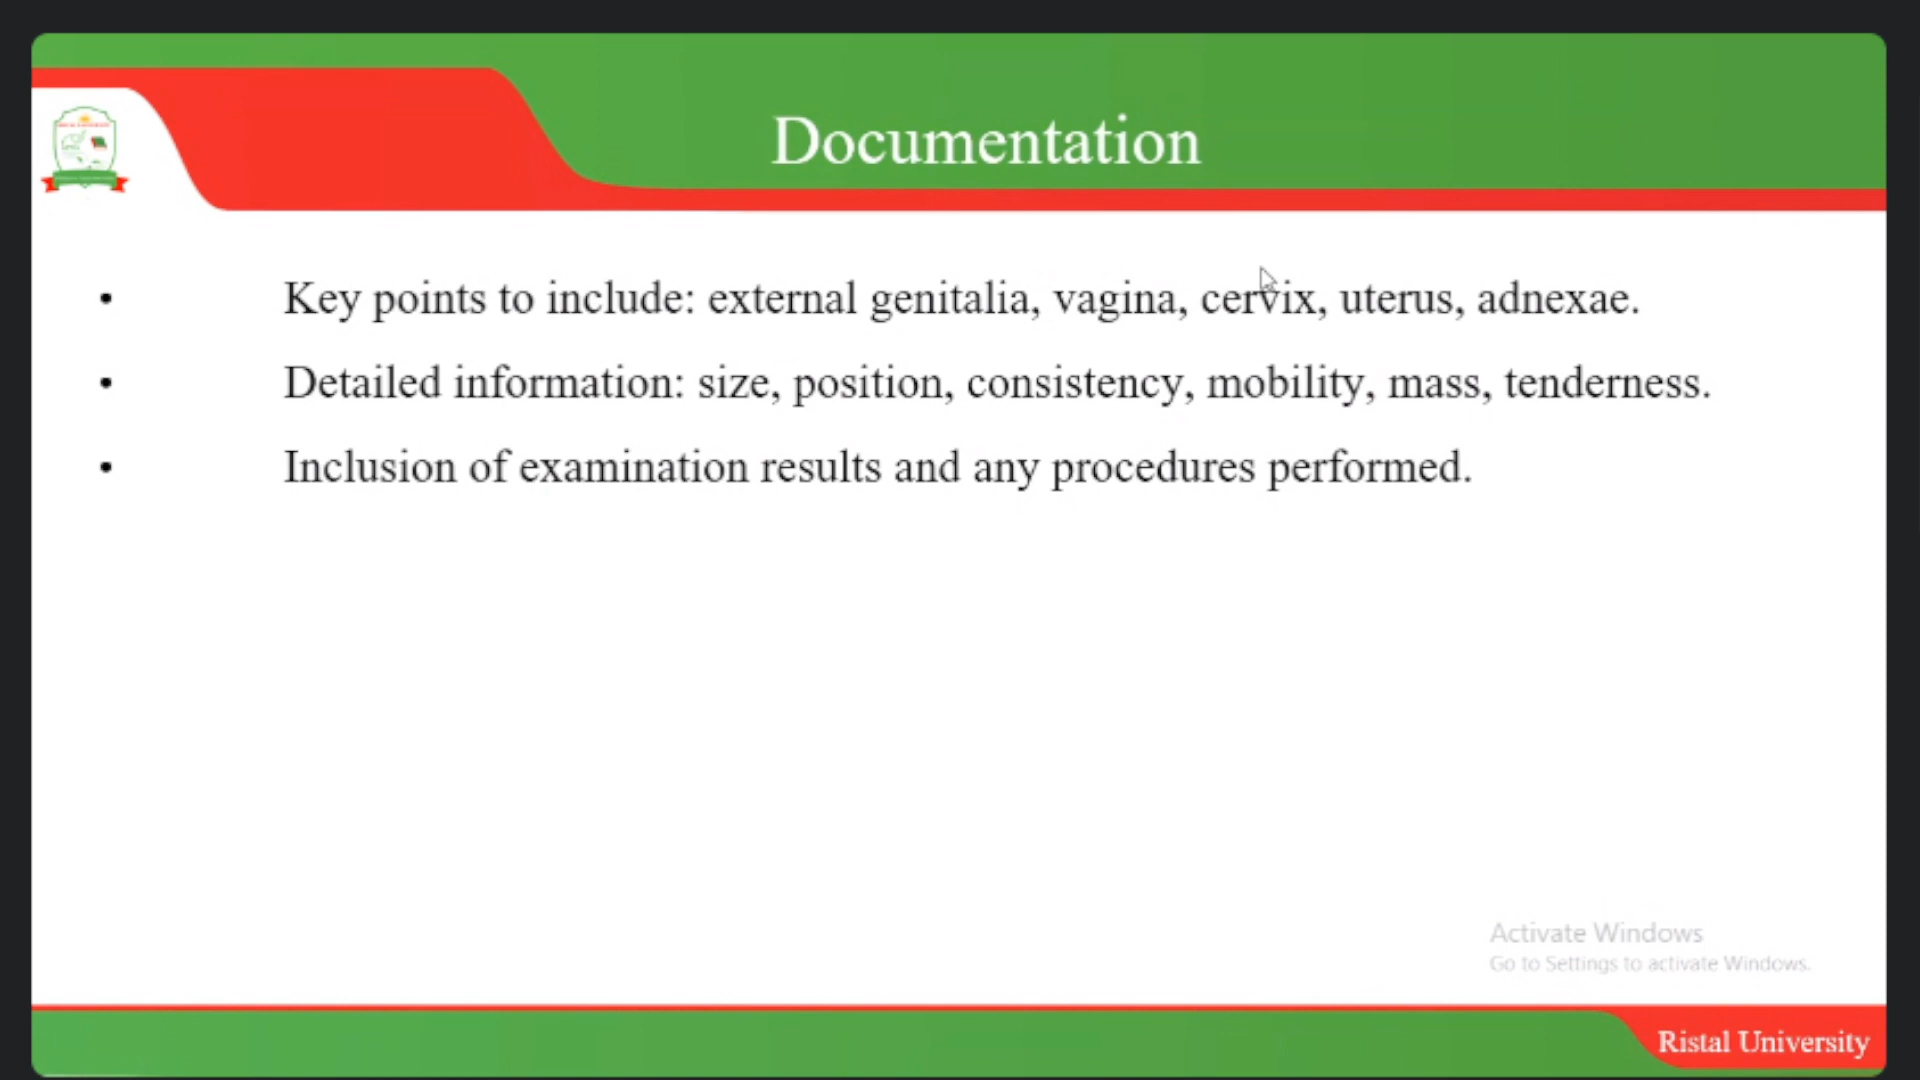 Documentation
• Key points to include: external genitalia, vagina, cervix, uterus, adnexae.
• Detailed information: size, position, consistency, mobility, mass, tenderness.
• Inclusion of examination results and any procedures performed.
Activate Windows
Go to Settings to activate Windows.
Ristal University